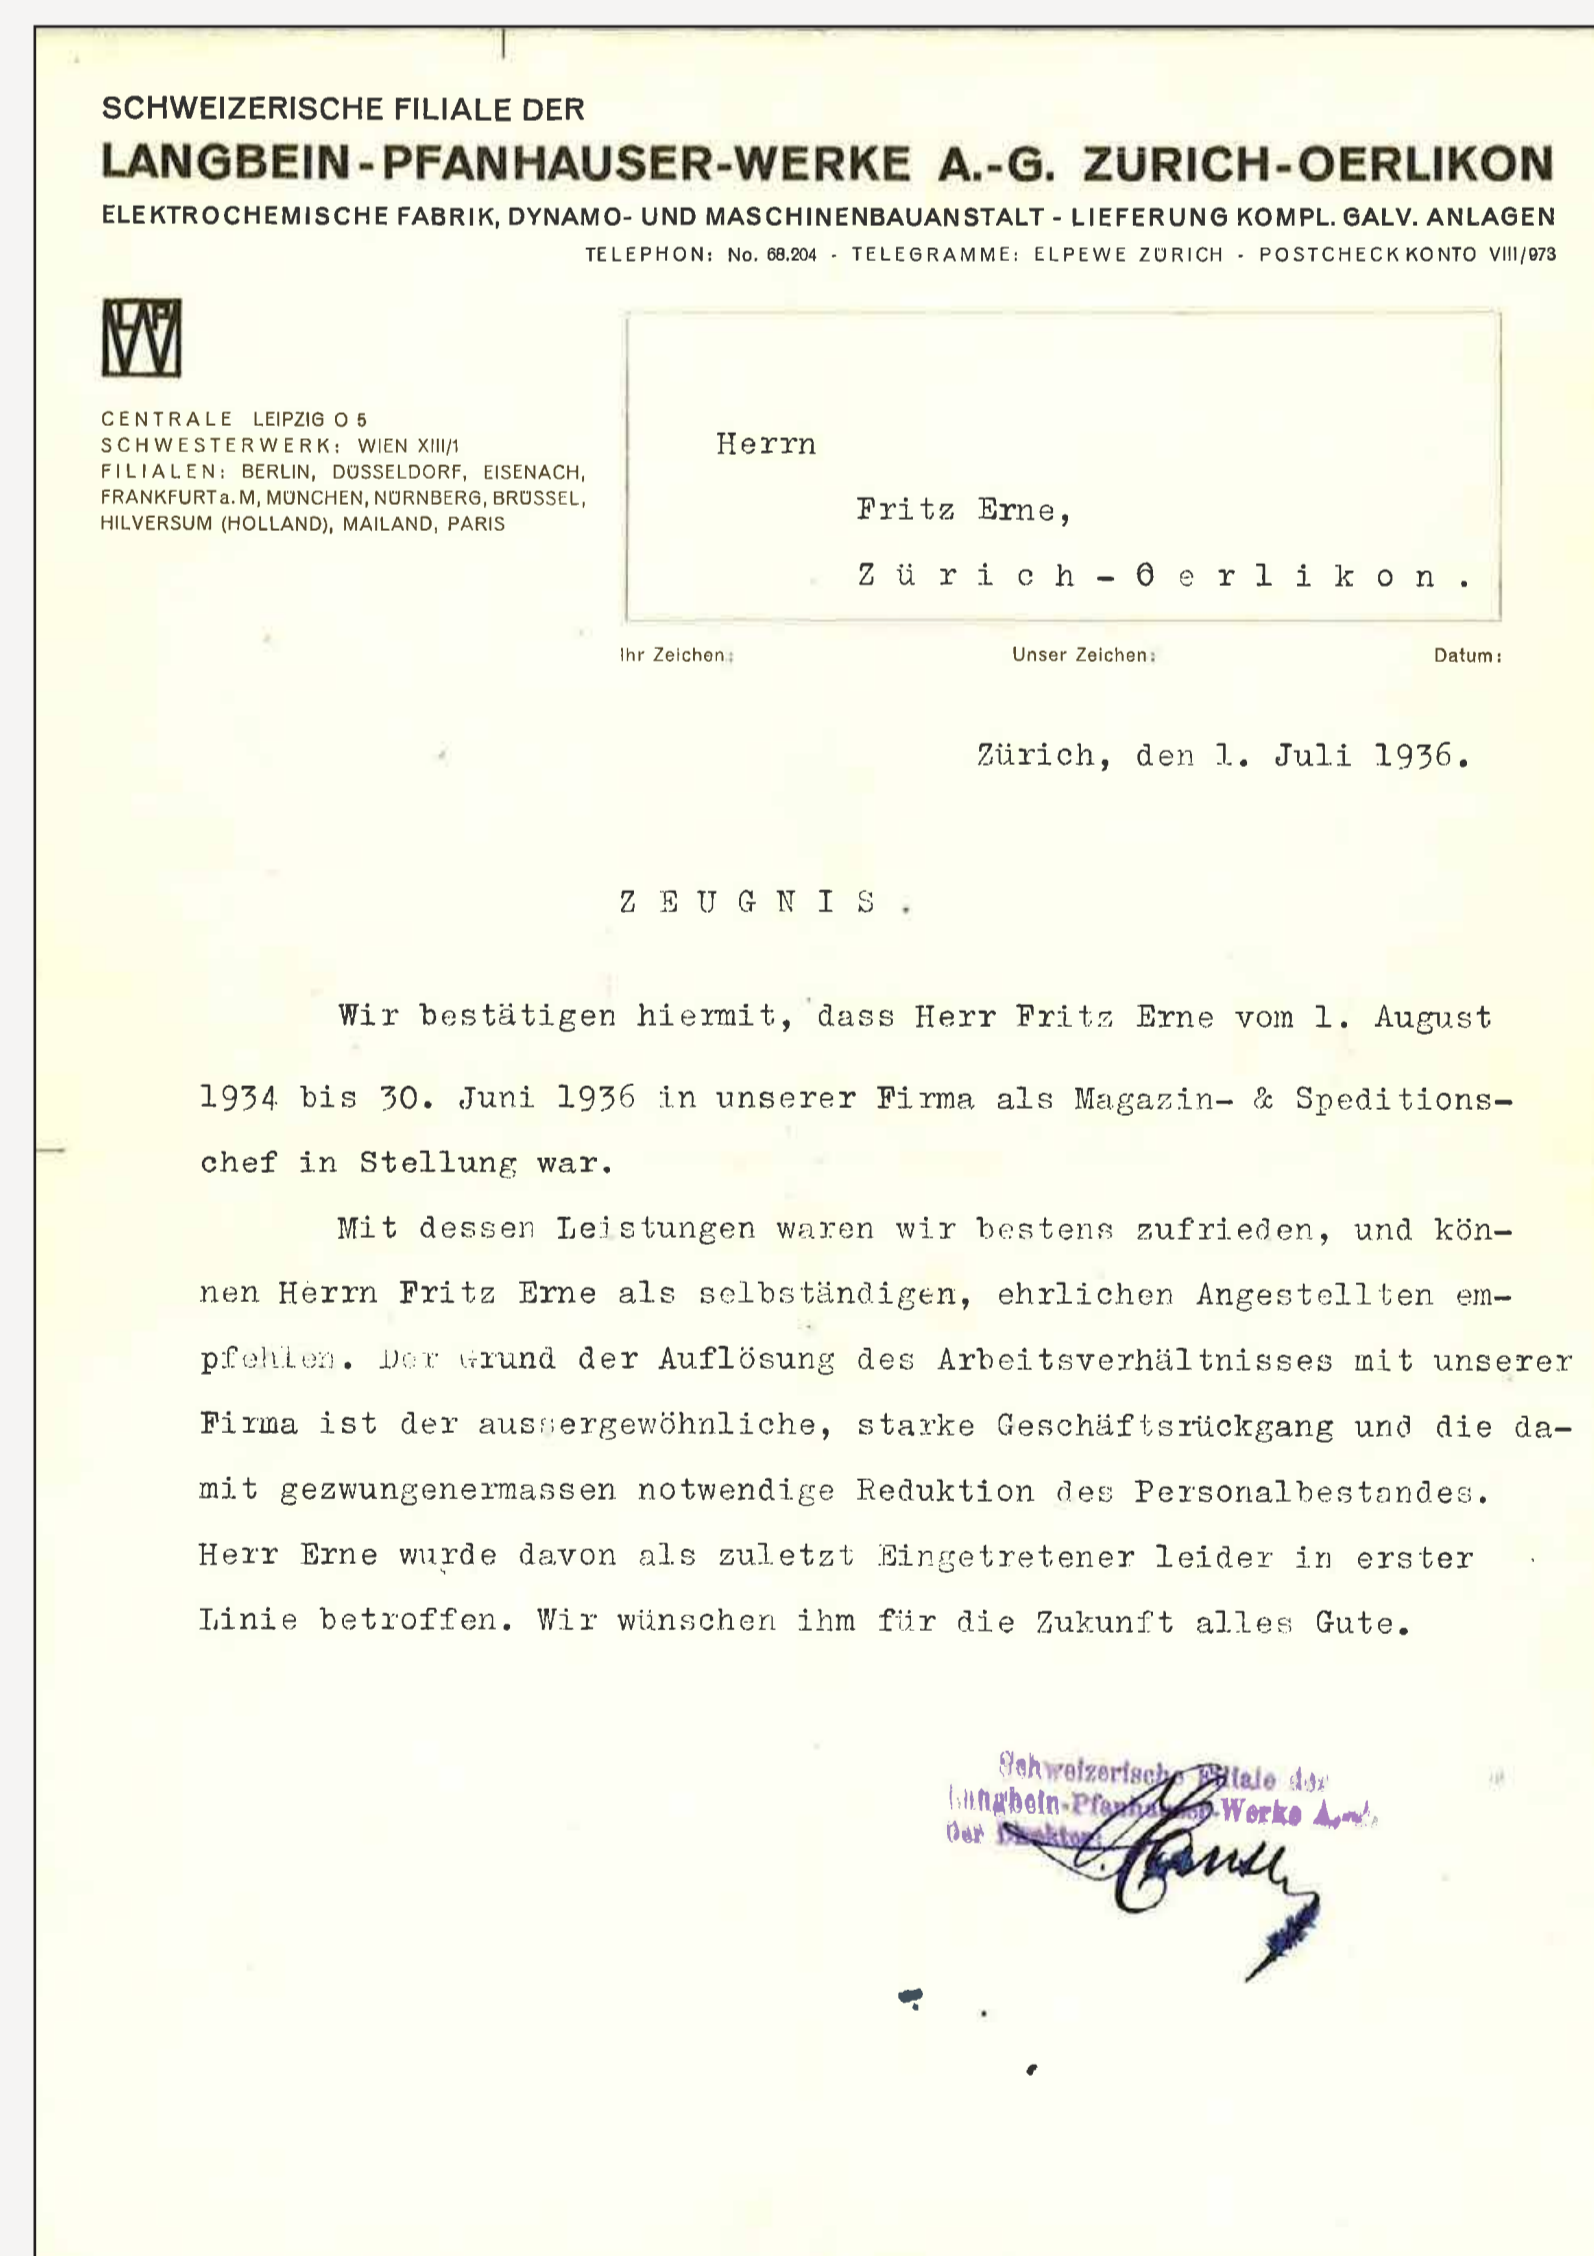 SCHWEIZERISCHE FILIALE DER
LANGBEIN-PFANHAUSER-WERKE A.-G. ZÜRICH-OERLIKON
ELEKTROCHEMISCHE FABRIK, DYNAMO- UND MASCHINENBAUANSTALT - LIEFERUNG KOMPL. GALV. ANLAGEN
TELEPHON: No. 68.204 - TELEGRAMME: ELPEWE ZÜRICH - POSTCHECKKONTO VIII/973
LPW
CENTRALE LEIPZIG O 5
SCHWESTERWERK: WIEN XIII/1
FILIALEN: BERLIN, DÜSSELDORF, EISENACH,
FRANKFURT a. M, MÜNCHEN, NÜRNBERG, BRÜSSEL,
HILVERSUM (HOLLAND), MAILAND, PARIS
Herrn
Fritz Erne,
Zürich-Oerlikon.
Ihr Zeichen:
Unser Zeichen:
Datum:
Zürich, den 1. Juli 1936.
ZEUGNIS.
Wir bestätigen hiermit, dass Herr Fritz Erne vom 1. August
1934 bis 30. Juni 1936 in unserer Firma als Magazin- & Speditions-
chef in Stellung war.
Mit dessen Leistungen waren wir bestens zufrieden, und kön-
nen Herrn Fritz Erne als selbständigen, ehrlichen Angestellten em-
pfehlen. Der Grund der Auflösung des Arbeitsverhältnisses mit unserer
Firma ist der aussergewöhnliche, starke Geschäftsrückgang und die da-
mit gezwungenermassen notwendige Reduktion des Personalbestandes.
Herr Erne wurde davon als zuletzt Eingetretener leider in erster
Linie betroffen. Wir wünschen ihm für die Zukunft alles Gute.
Schweizerische Filiale der
Langbein-Pfanhauser-Werke A.-G.
Der Direktor: